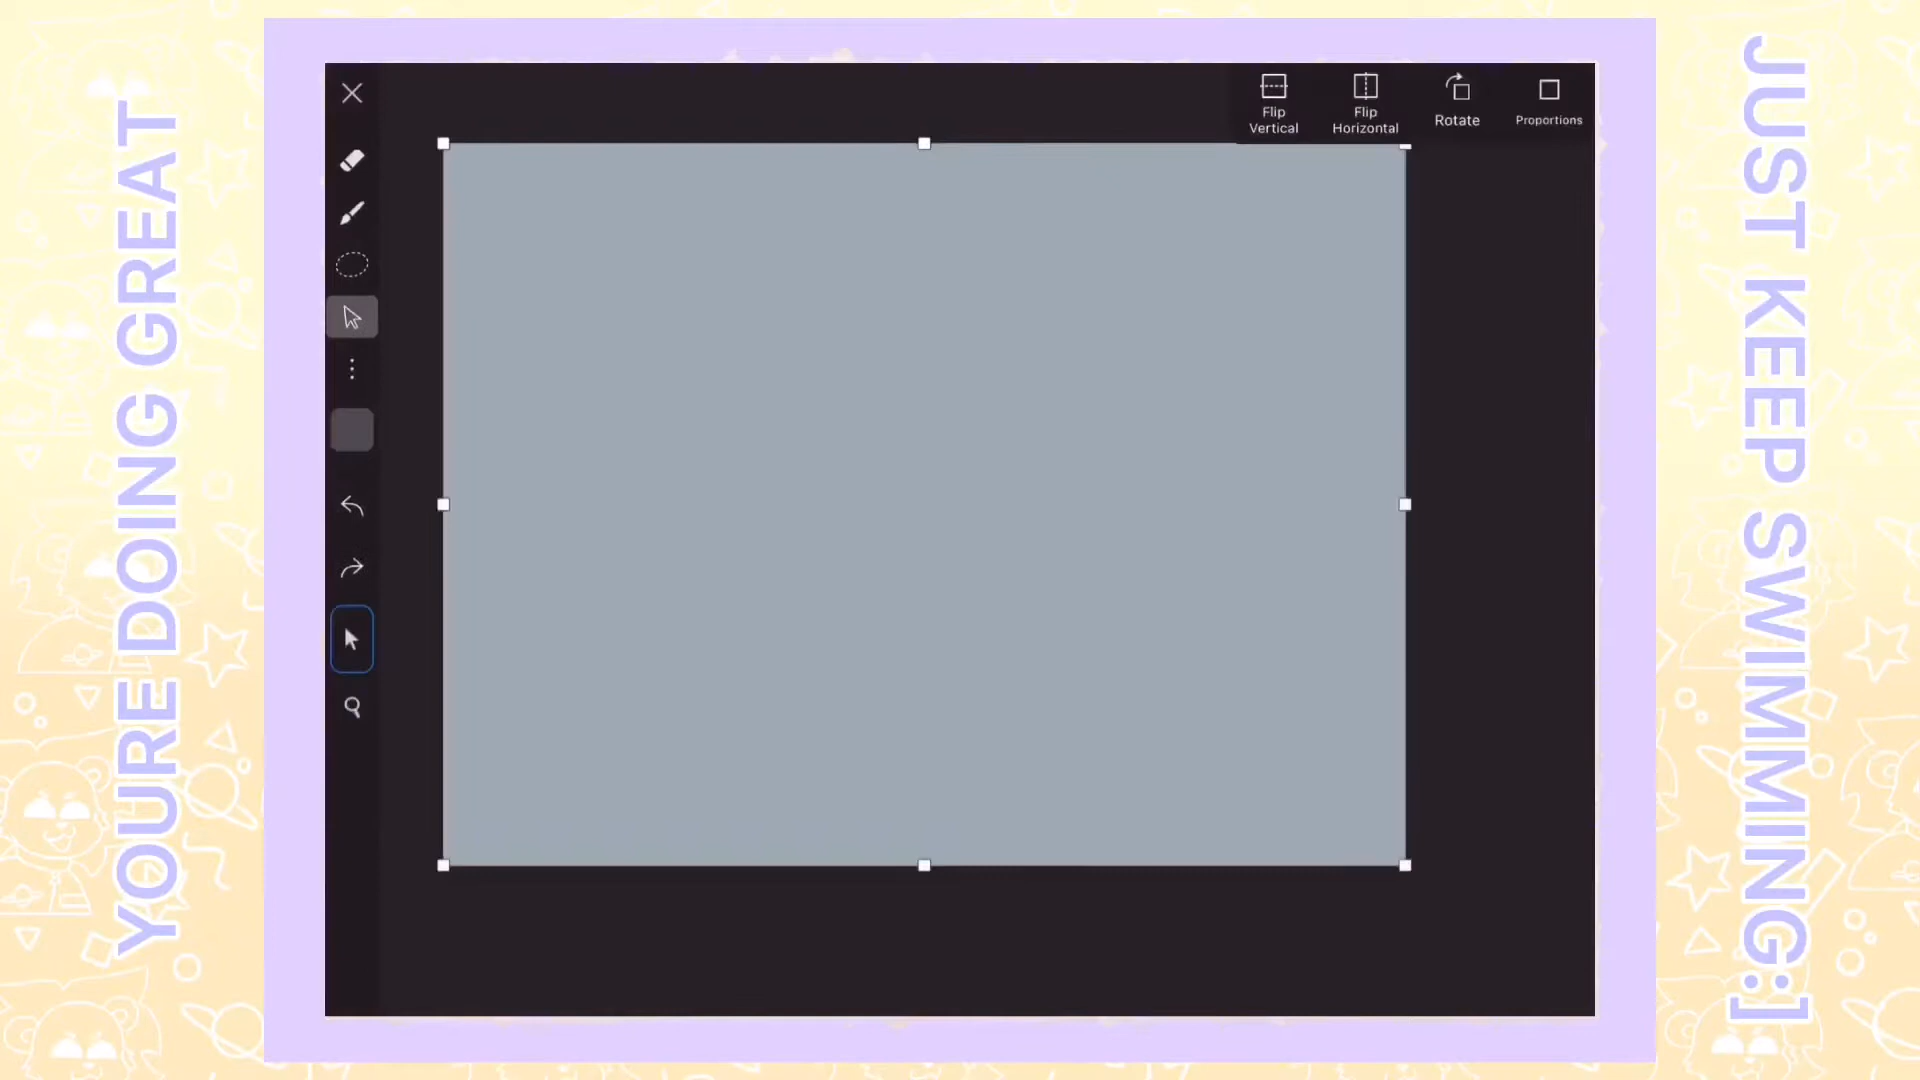 YOURE DOING GREAT
Flip
Vertical
Flip
Horizontal
Rotate
Proportions
JUST KEEP SWIMMING:]